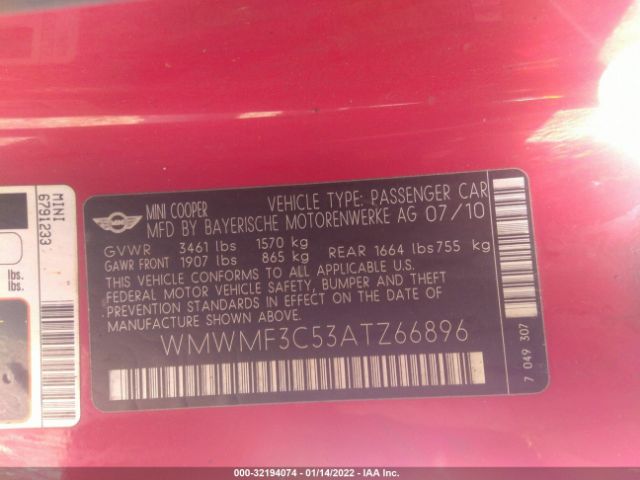 MINI
6791233
lbs.
lbs.
MINI COOPER
VEHICLE TYPE: PASSENGER CAR
MFD BY BAYERISCHE MOTORENWERKE AG 07/10
GVWR 3461 lbs 1570 kg
GAWR FRONT 1907 lbs 865 kg REAR 1664 lbs 755 kg
THIS VEHICLE CONFORMS TO ALL APPLICABLE U.S.
FEDERAL MOTOR VEHICLE SAFETY, BUMPER AND THEFT
PREVENTION STANDARDS IN EFFECT ON THE DATE OF
MANUFACTURE SHOWN ABOVE.
WMWMF3C53ATZ66896
7 049 307
000-32194074 - 01/14/2022 - IAA Inc.